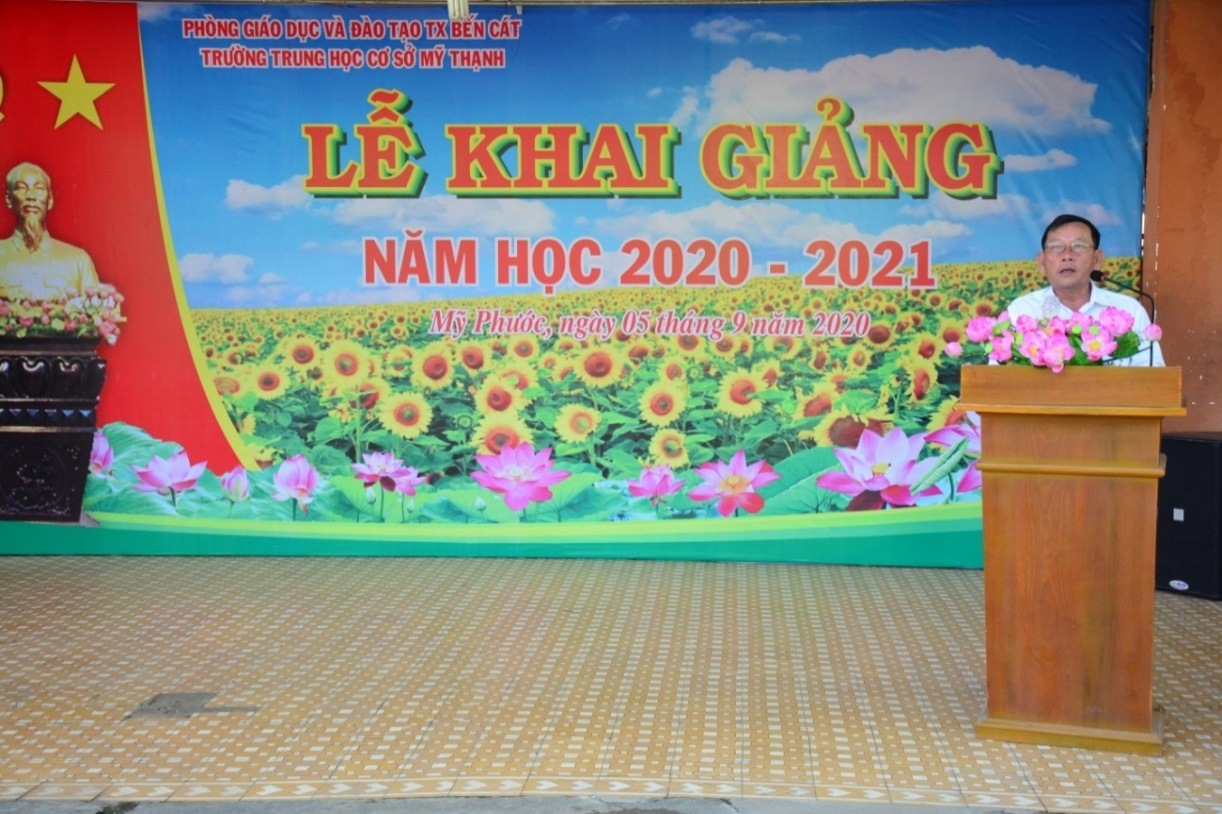 PHÒNG GIÁO DỤC VÀ ĐÀO TẠO TX BẾN CÁT
TRƯỜNG TRUNG HỌC CƠ SỞ MỸ THẠNH
LỄ KHAI GIẢNG
NĂM HỌC 2020 - 2021
Mỹ Phước, ngày 05 tháng 9 năm 2020